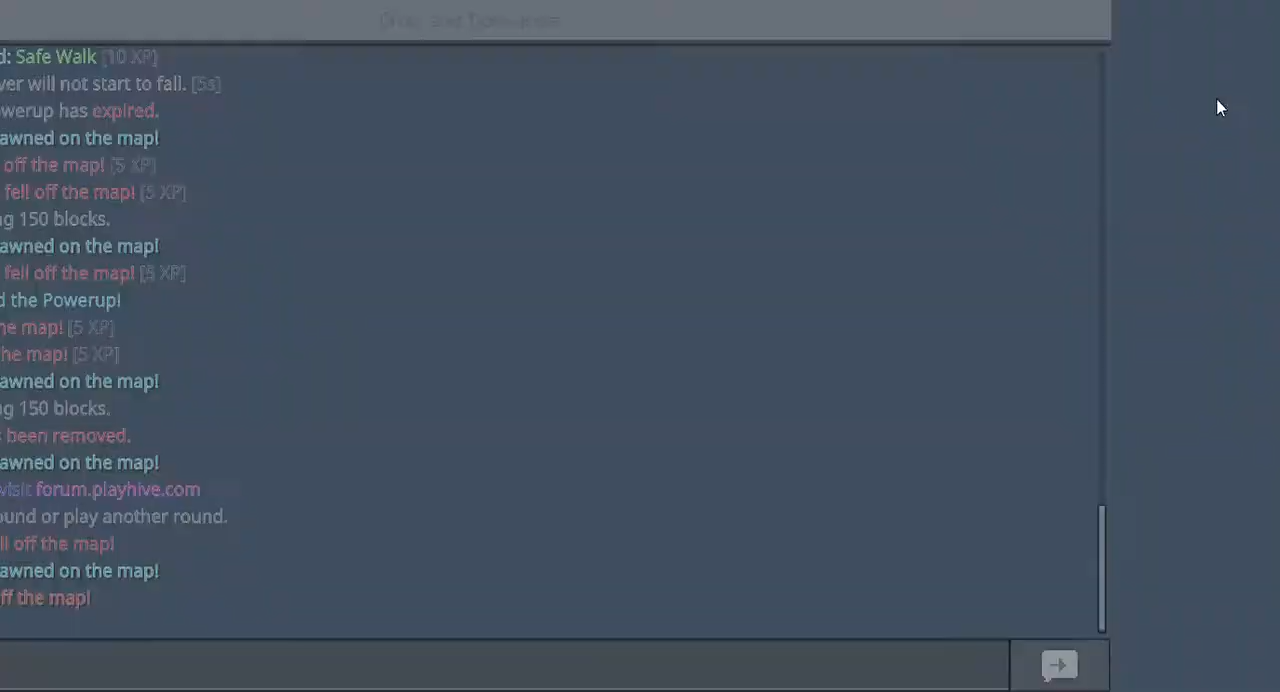 d: Safe Walk [10 XP]
ver will not start to fall. [5s]
werup has expired.
awned on the map!
off the map! [5 XP]
fell off the map! [5 XP]
ng 150 blocks.
awned on the map!
fell off the map! [5 XP]
d the Powerup!
he map! [5 XP]
the map! [5 XP]
awned on the map!
ng 150 blocks.
s been removed.
awned on the map!
visit forum.playhive.com
ound or play another round.
ll off the map!
awned on the map!
ff the map!